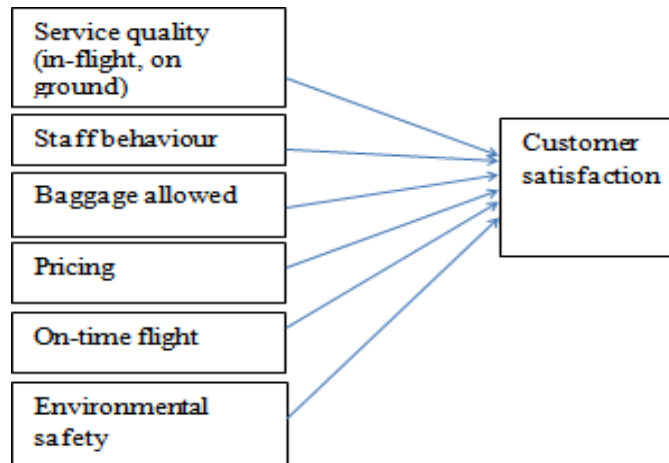 Service quality
(in-flight, on
ground)
Staff behaviour
Baggage allowed
Pricing
On-time flight
Environmental
safety
Customer
satisfaction